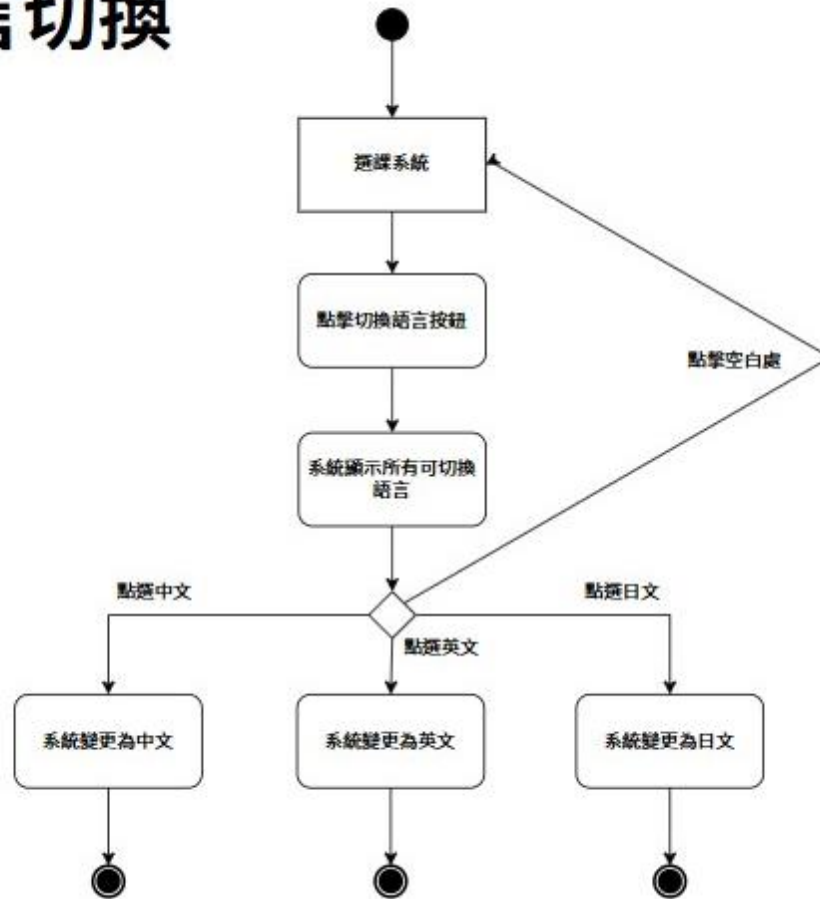 切換
選課系統
點擊切換語言按鈕
點擊空白處
系統顯示所有可切換
語言
點選中文
點選日文
點選英文
系統變更為中文
系統變更為英文
系統變更為日文